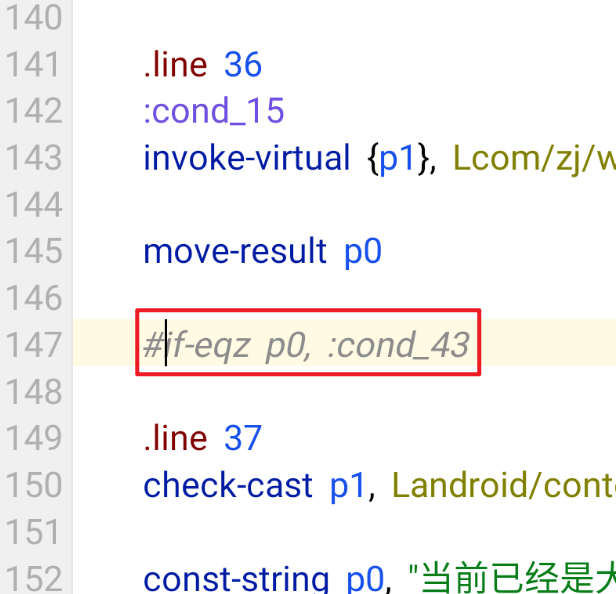 140
141 .line 36
142 :cond_15
143 invoke-virtual {p1}, Lcom/zj/w
144
145 move-result p0
146
147 #if-eqz p0, :cond_43
148
149 .line 37
150 check-cast p1, Landroid/conte
151
152 const-string p0, "当前已经是大